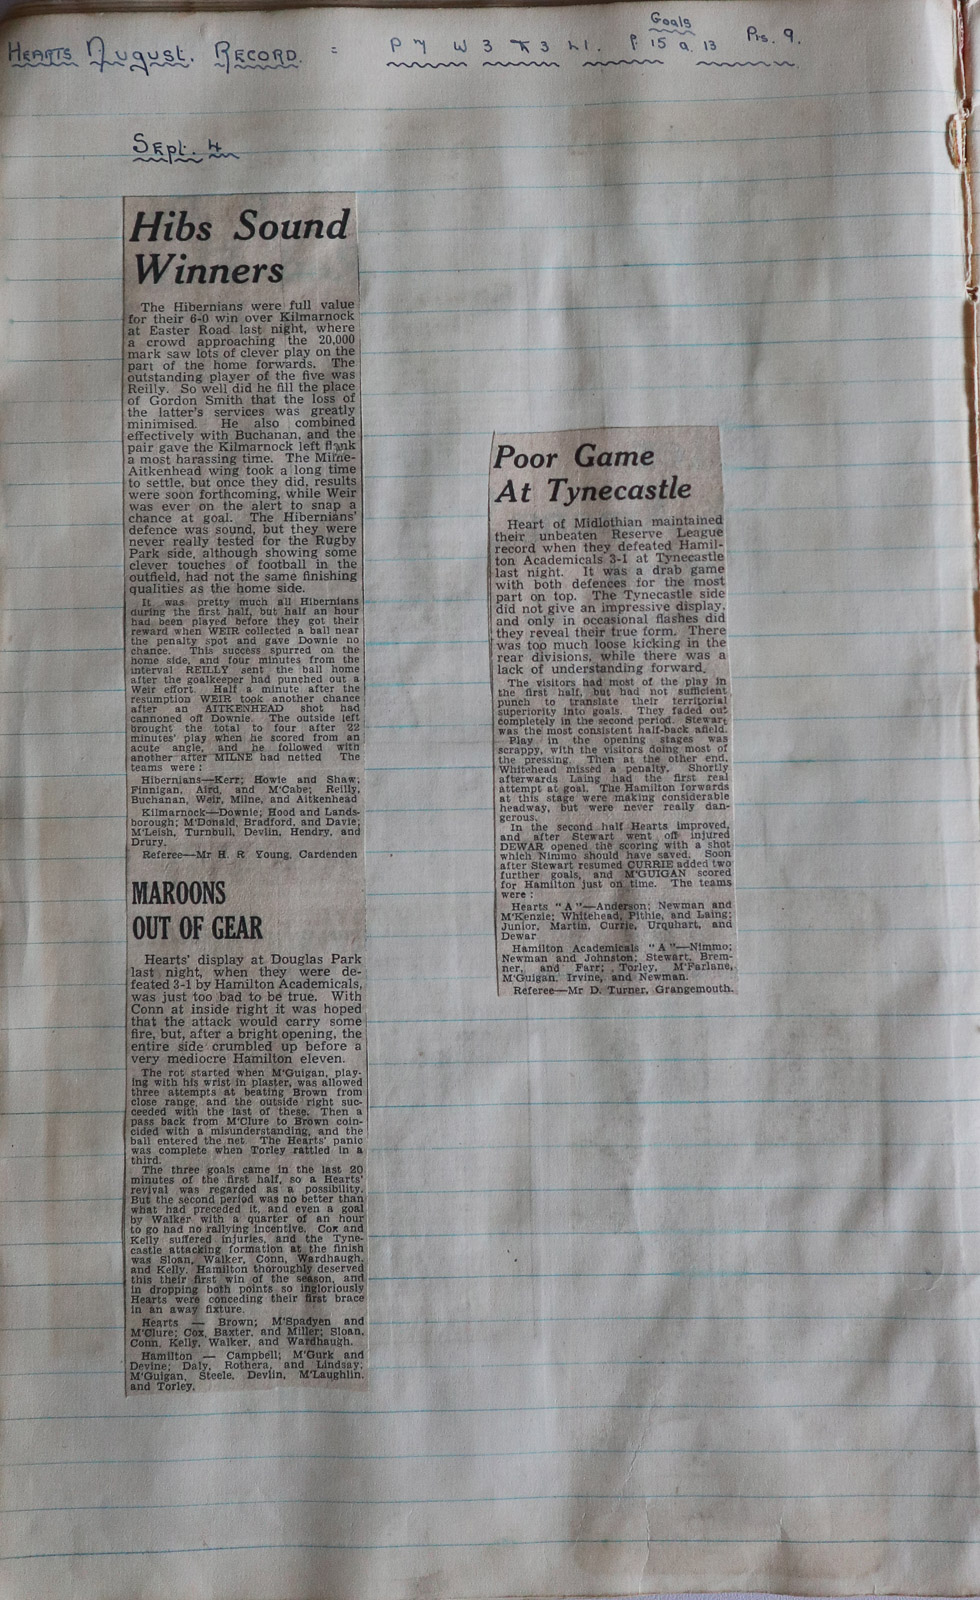 HEARTS AUGUST. RECORD. = P 7 W 3 D 3 L 1. Goals F. 15 a. 13 Pts. 9.
Sept. 4
Hibs Sound
Winners
The Hibernians were full value
for their 6-0 win over Kilmarnock
at Easter Road last night, where
a crowd approaching the 20,000
mark saw lots of clever play on the
part of the home forwards. The
outstanding player of the five was
Reilly. So well did he fill the place
of Gordon Smith that the loss of
the latter's services was greatly
minimised. He also combined
effectively with Buchanan, and the
pair gave the Kilmarnock left flank
a most harassing time. The Milne-
Aitkenhead wing took a long time
to settle, but once they did, results
were soon forthcoming, while Weir
was ever on the alert to snap a
chance at goal. The Hibernians'
defence was sound, but they were
never really tested for the Rugby
Park side, although showing some
clever touches of football in the
outfield, had not the same finishing
qualities as the home side.
It was pretty much all Hibernians
during the first half, but half an hour
had been played before they got their
reward when WEIR collected a ball near
the penalty spot and gave Downie no
chance. This success spurred on the
home side, and four minutes from the
interval REILLY sent the ball home
after the goalkeeper had punched out a
Weir effort. Half a minute after the
resumption WEIR took another chance
after an AITKENHEAD shot had
cannoned off Downie. The outside left
brought the total to four after 22
minutes' play when he scored from an
acute angle, and he followed with
another after MILNE had netted The
teams were :
Hibernians—Kerr; Howie and Shaw;
Finnigan, Aird, and M'Cabe; Reilly,
Buchanan, Weir, Milne, and Aitkenhead
Kilmarnock—Downie; Hood and Lands-
borough; M'Donald, Bradford, and Davie;
M'Leish, Turnbull, Devlin, Hendry, and
Drury.
Referee—Mr H. R Young, Cardenden
MAROONS
OUT OF GEAR
Hearts' display at Douglas Park
last night, when they were de-
feated 3-1 by Hamilton Academicals,
was just too bad to be true. With
Conn at inside right it was hoped
that the attack would carry some
fire, but, after a bright opening, the
entire side crumbled up before a
very mediocre Hamilton eleven.
The rot started when M'Guigan, play-
ing with his wrist in plaster, was allowed
three attempts at beating Brown from
close range, and the outside right suc-
ceeded with the last of these. Then a
pass back from M'Clure to Brown coin-
cided with a misunderstanding, and the
ball entered the net. The Hearts' panic
was complete when Torley rattled in a
third.
The three goals came in the last 20
minutes of the first half, so a Hearts'
revival was regarded as a possibility.
But the second period was no better than
what had preceded it, and even a goal
by Walker with a quarter of an hour
to go had no rallying incentive. Cox and
Kelly suffered injuries, and the Tyne-
castle attacking formation at the finish
was Sloan, Walker, Conn, Wardhaugh,
and Kelly. Hamilton thoroughly deserved
this their first win of the season, and
in dropping both points so ingloriously
Hearts were conceding their first brace
in an away fixture.
Hearts — Brown; M'Spadyen and
M'Clure; Cox, Baxter, and Miller; Sloan,
Conn, Kelly, Walker, and Wardhaugh.
Hamilton — Campbell; M'Gurk and
Devine; Daly, Rothera, and Lindsay;
M'Guigan, Steele, Devlin, M'Laughlin,
and Torley.
Poor Game
At Tynecastle
Heart of Midlothian maintained
their unbeaten Reserve League
record when they defeated Hamil-
ton Academicals 3-1 at Tynecastle
last night. It was a drab game
with both defences for the most
part on top. The Tynecastle side
did not give an impressive display,
and only in occasional flashes did
they reveal their true form. There
was too much loose kicking in the
rear divisions, while there was a
lack of understanding forward.
The visitors had most of the play in
the first half, but had not sufficient
punch to translate their territorial
superiority into goals. They faded out
completely in the second period. Stewart
was the most consistent half-back afield.
Play in the opening stages was
scrappy, with the visitors doing most of
the pressing. Then at the other end,
Whitehead missed a penalty. Shortly
afterwards Laing had the first real
attempt at goal. The Hamilton forwards
at this stage were making considerable
headway, but were never really dan-
gerous.
In the second half Hearts improved,
and after Stewart went off injured
DEWAR opened the scoring with a shot
which Nimmo should have saved. Soon
after Stewart resumed CURRIE added two
further goals, and M'GUIGAN scored
for Hamilton just on time. The teams
were :
Hearts "A"—Anderson; Newman and
M'Kenzie; Whitehead, Pithie, and Laing;
Junior, Martin, Currie, Urquhart, and
Dewar
Hamilton Academicals "A"—Nimmo;
Newman and Johnston; Stewart, Brem-
ner, and Farr; Torley, M'Farlane,
M'Guigan, Irvine, and Newman.
Referee—Mr D. Turner, Grangemouth.